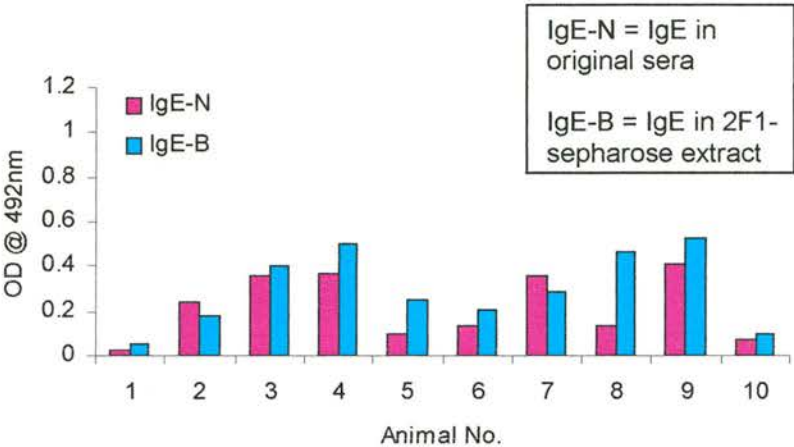 IgE-N = IgE in
original sera
IgE-B = IgE in 2F1-
sepharose extract
IgE-N
IgE-B
OD @ 492nm
1.2
1
0.8
0.6
0.4
0.2
0
1 2 3 4 5 6 7 8 9 10
Animal No.